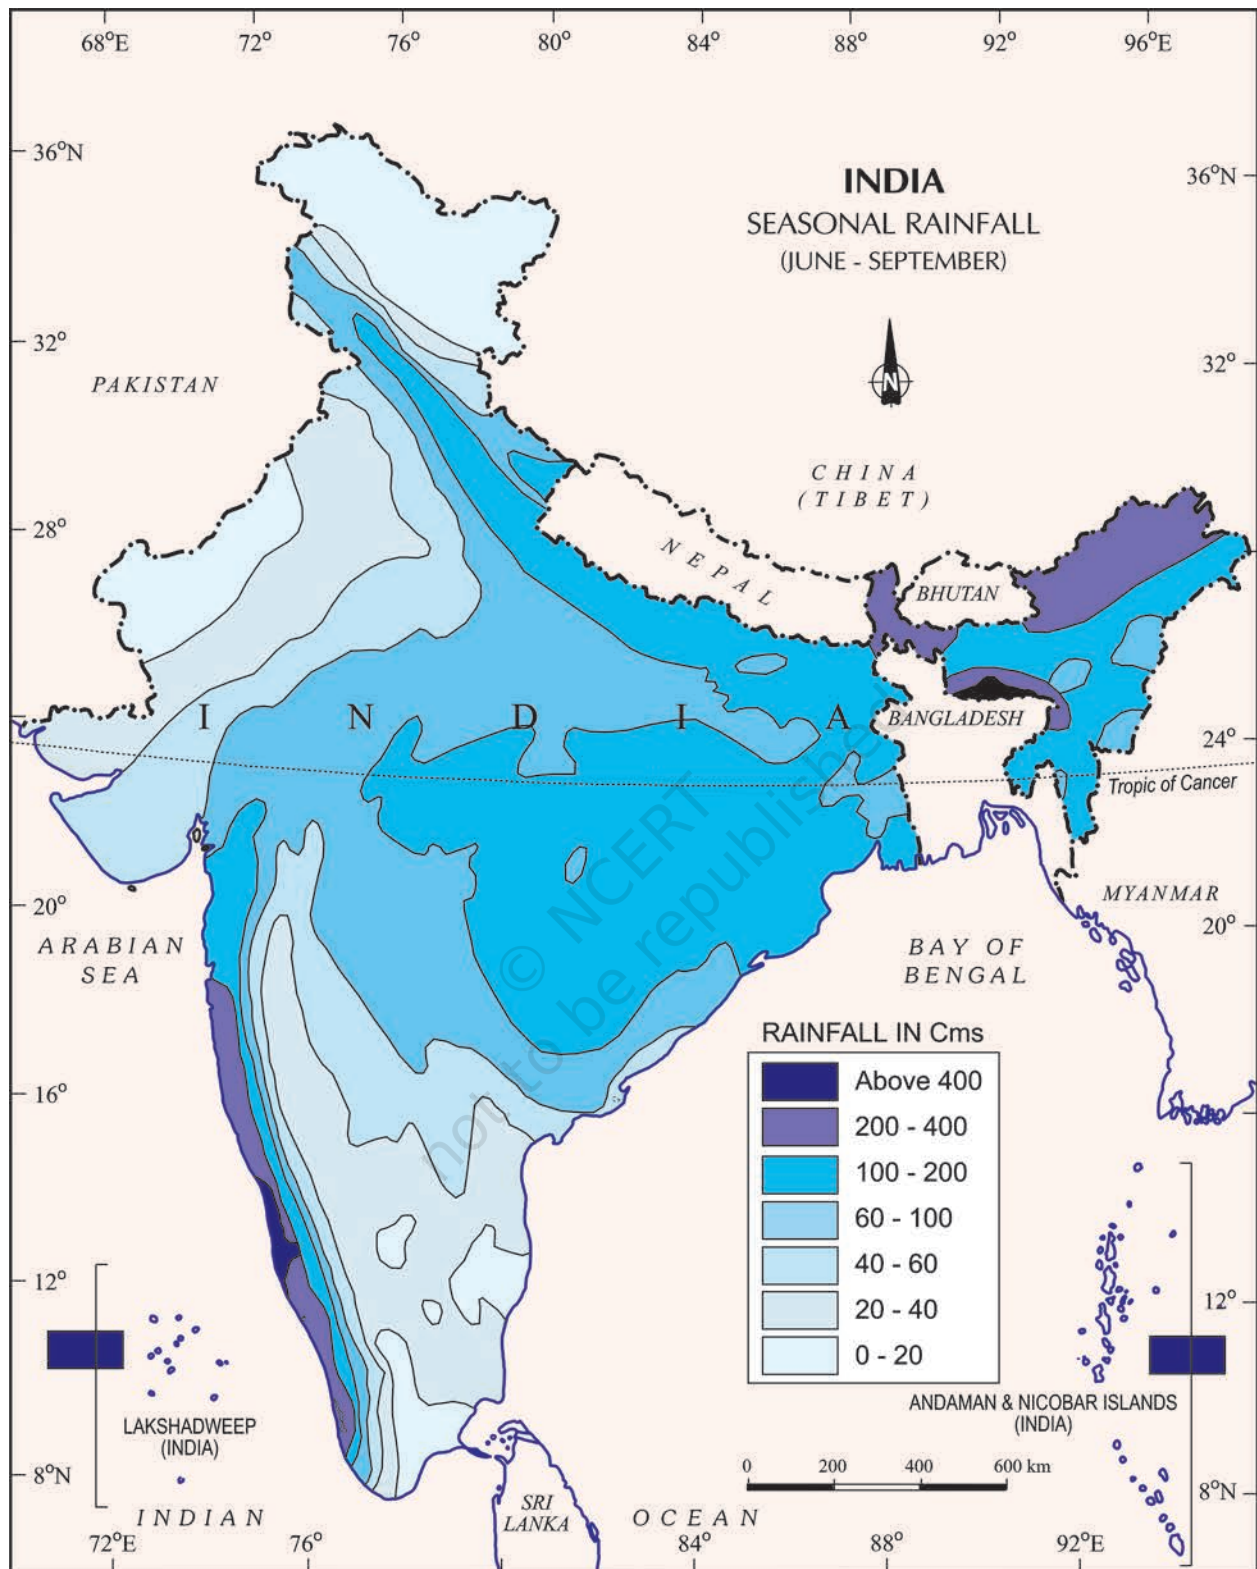 68°E 72° 76° 80° 84° 88° 92° 96°E
36°N
INDIA
SEASONAL RAINFALL
(JUNE - SEPTEMBER)
36°N
32°
32°
N
PAKISTAN
CHINA
(TIBET)
28°
NEPAL
BHUTAN
I N D I A
BANGLADESH
24°
Tropic of Cancer
© NCERT
not to be republished
20°
MYANMAR
20°
ARABIAN
SEA
BAY OF
BENGAL
RAINFALL IN Cms
Above 400
200 - 400
100 - 200
60 - 100
40 - 60
20 - 40
0 - 20
16°
12°
12°
LAKSHADWEEP
(INDIA)
ANDAMAN & NICOBAR ISLANDS
(INDIA)
8°N
0 200 400 600 km
8°N
INDIAN OCEAN
SRI
LANKA
72°E 76° 84° 88° 92°E